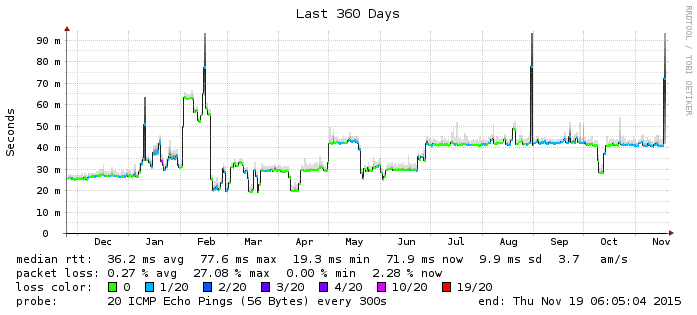 Last 360 Days
RRDTOOL / TOBI OETIKER
Seconds
90 m
80 m
70 m
60 m
50 m
40 m
30 m
20 m
10 m
0
Dec Jan Feb Mar Apr May Jun Jul Aug Sep Oct Nov
median rtt: 36.2 ms avg 77.6 ms max 19.3 ms min 71.9 ms now 9.9 ms sd 3.7 am/s
packet loss: 0.27 % avg 27.08 % max 0.00 % min 2.28 % now
loss color: 0 1/20 2/20 3/20 4/20 10/20 19/20
probe: 20 ICMP Echo Pings (56 Bytes) every 300s end: Thu Nov 19 06:05:04 2015